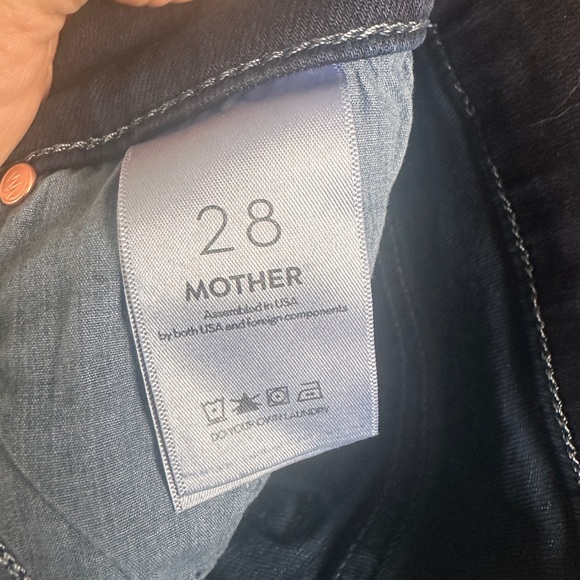 28
MOTHER
Assembled in USA
by both USA and foreign components
DO YOUR OWN LAUNDRY